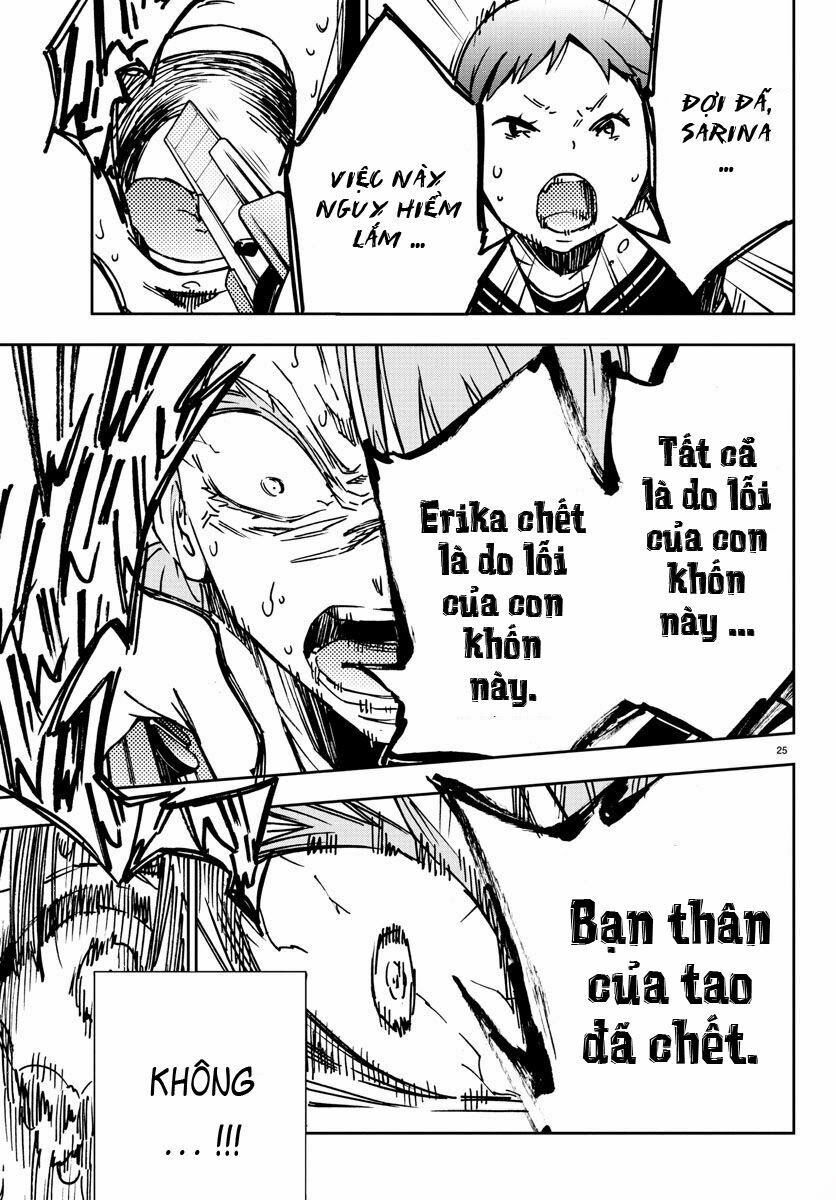 ĐỢI ĐÃ,
SARINA
...
VIỆC NÀY
NGUY HIỂM
LẮM ...
Tất cả
là do lỗi
của con
khốn
này ...
Erika chết
là do lỗi
của con
khốn
này.
25
Bạn thân
của tao
đã chết.
KHÔNG
... !!!